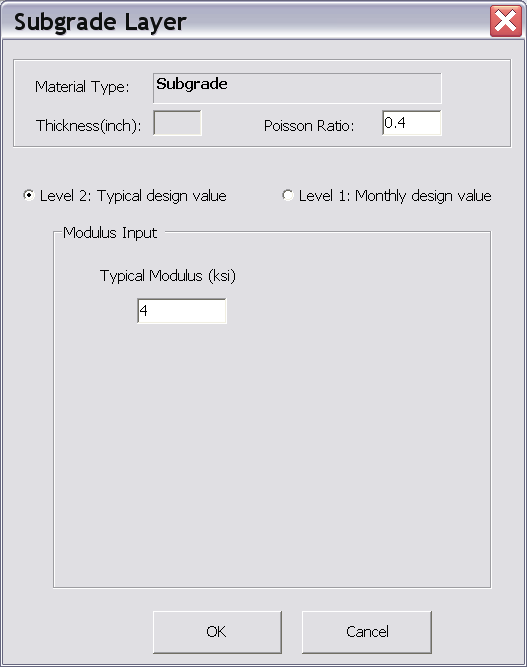 Subgrade Layer
Material Type: Subgrade
Thickness(inch): Poisson Ratio: 0.4
Level 2: Typical design value Level 1: Monthly design value
Modulus Input
Typical Modulus (ksi)
4
OK Cancel